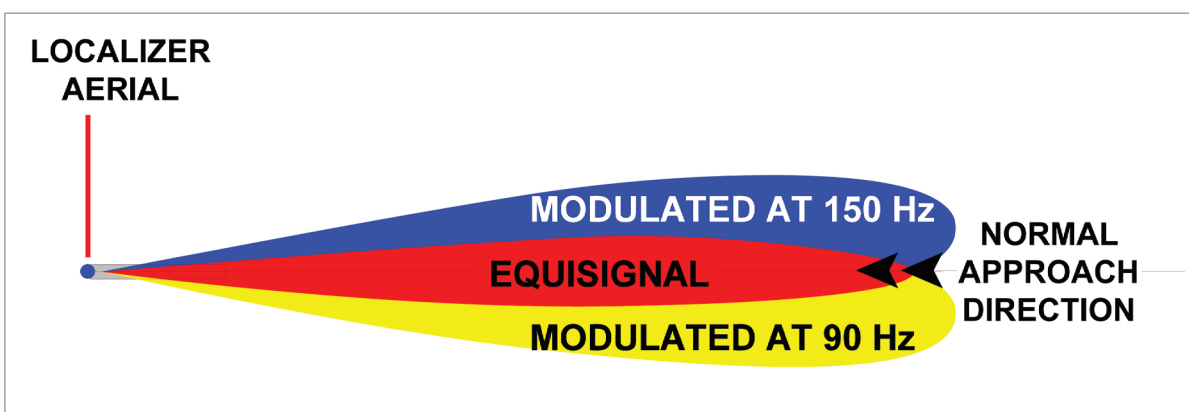 LOCALIZER
AERIAL
MODULATED AT 150 Hz
EQUISIGNAL
MODULATED AT 90 Hz
NORMAL
APPROACH
DIRECTION